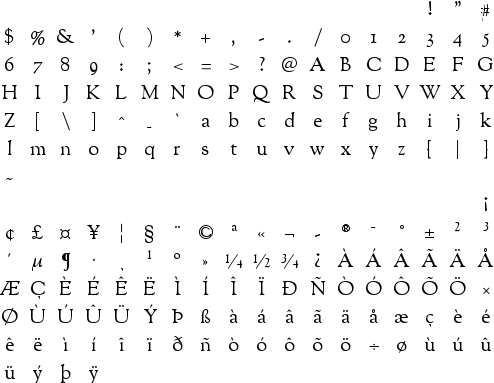 ! " #
$ % & ' ( ) * + , - . / 0 1 2 3 4 5
6 7 8 9 : ; < = > ? @ A B C D E F G
H I J K L M N O P Q R S T U V W X Y
Z [ \ ] ^ _ ` a b c d e f g h i j k
l m n o p q r s t u v w x y z { | }
~
¡
¢ £ ¤ ¥ ¦ § ¨ © ª « ¬ - ® ¯ ° ± ² ³
´ µ ¶ · ¸ ¹ º » ¼ ½ ¾ ¿ À Á Â Ã Ä Å
Æ Ç È É Ê Ë Ì Í Î Ï Ð Ñ Ò Ó Ô Õ Ö ×
Ø Ù Ú Û Ü Ý Þ ß à á â ã ä å æ ç è é
ê ë ì í î ï ð ñ ò ó ô õ ö ÷ ø ù ú û
ü ý þ ÿ